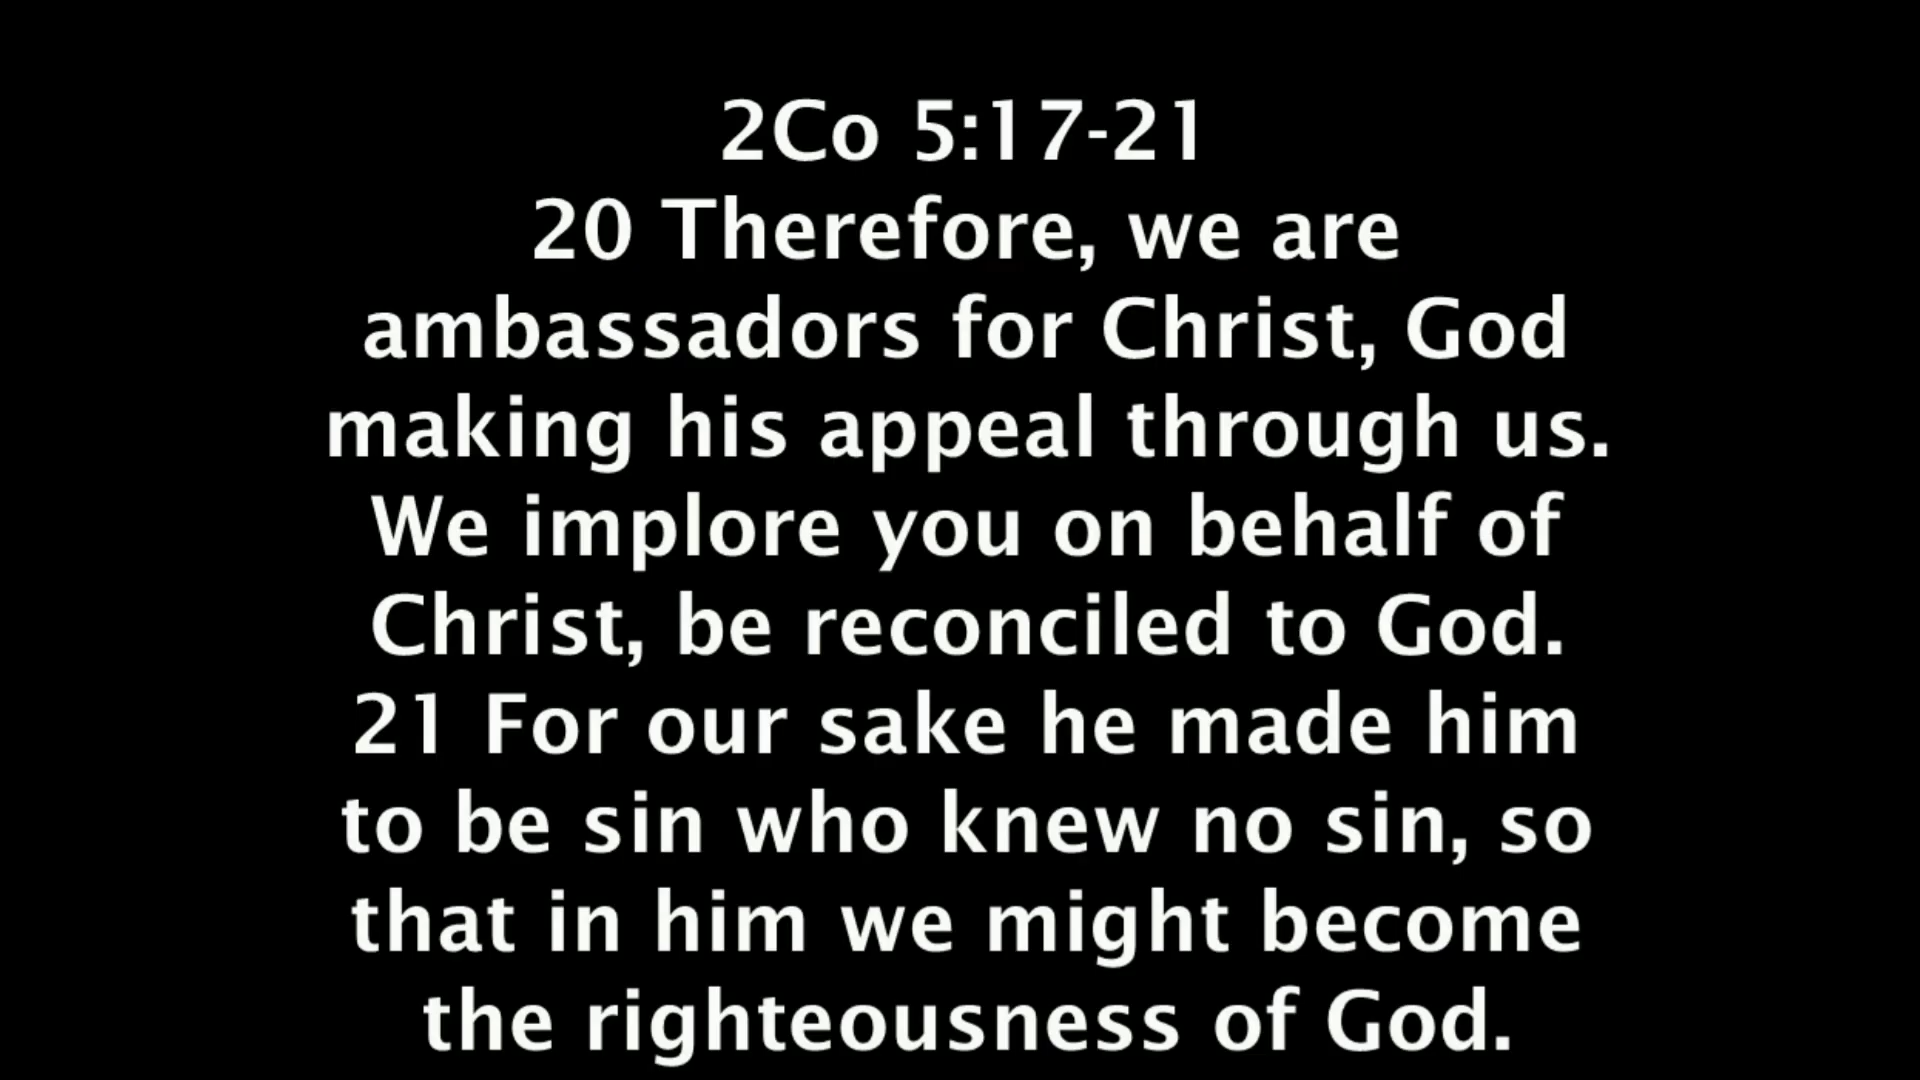 2Co 5:17-21
20 Therefore, we are
ambassadors for Christ, God
making his appeal through us.
We implore you on behalf of
Christ, be reconciled to God.
21 For our sake he made him
to be sin who knew no sin, so
that in him we might become
the righteousness of God.